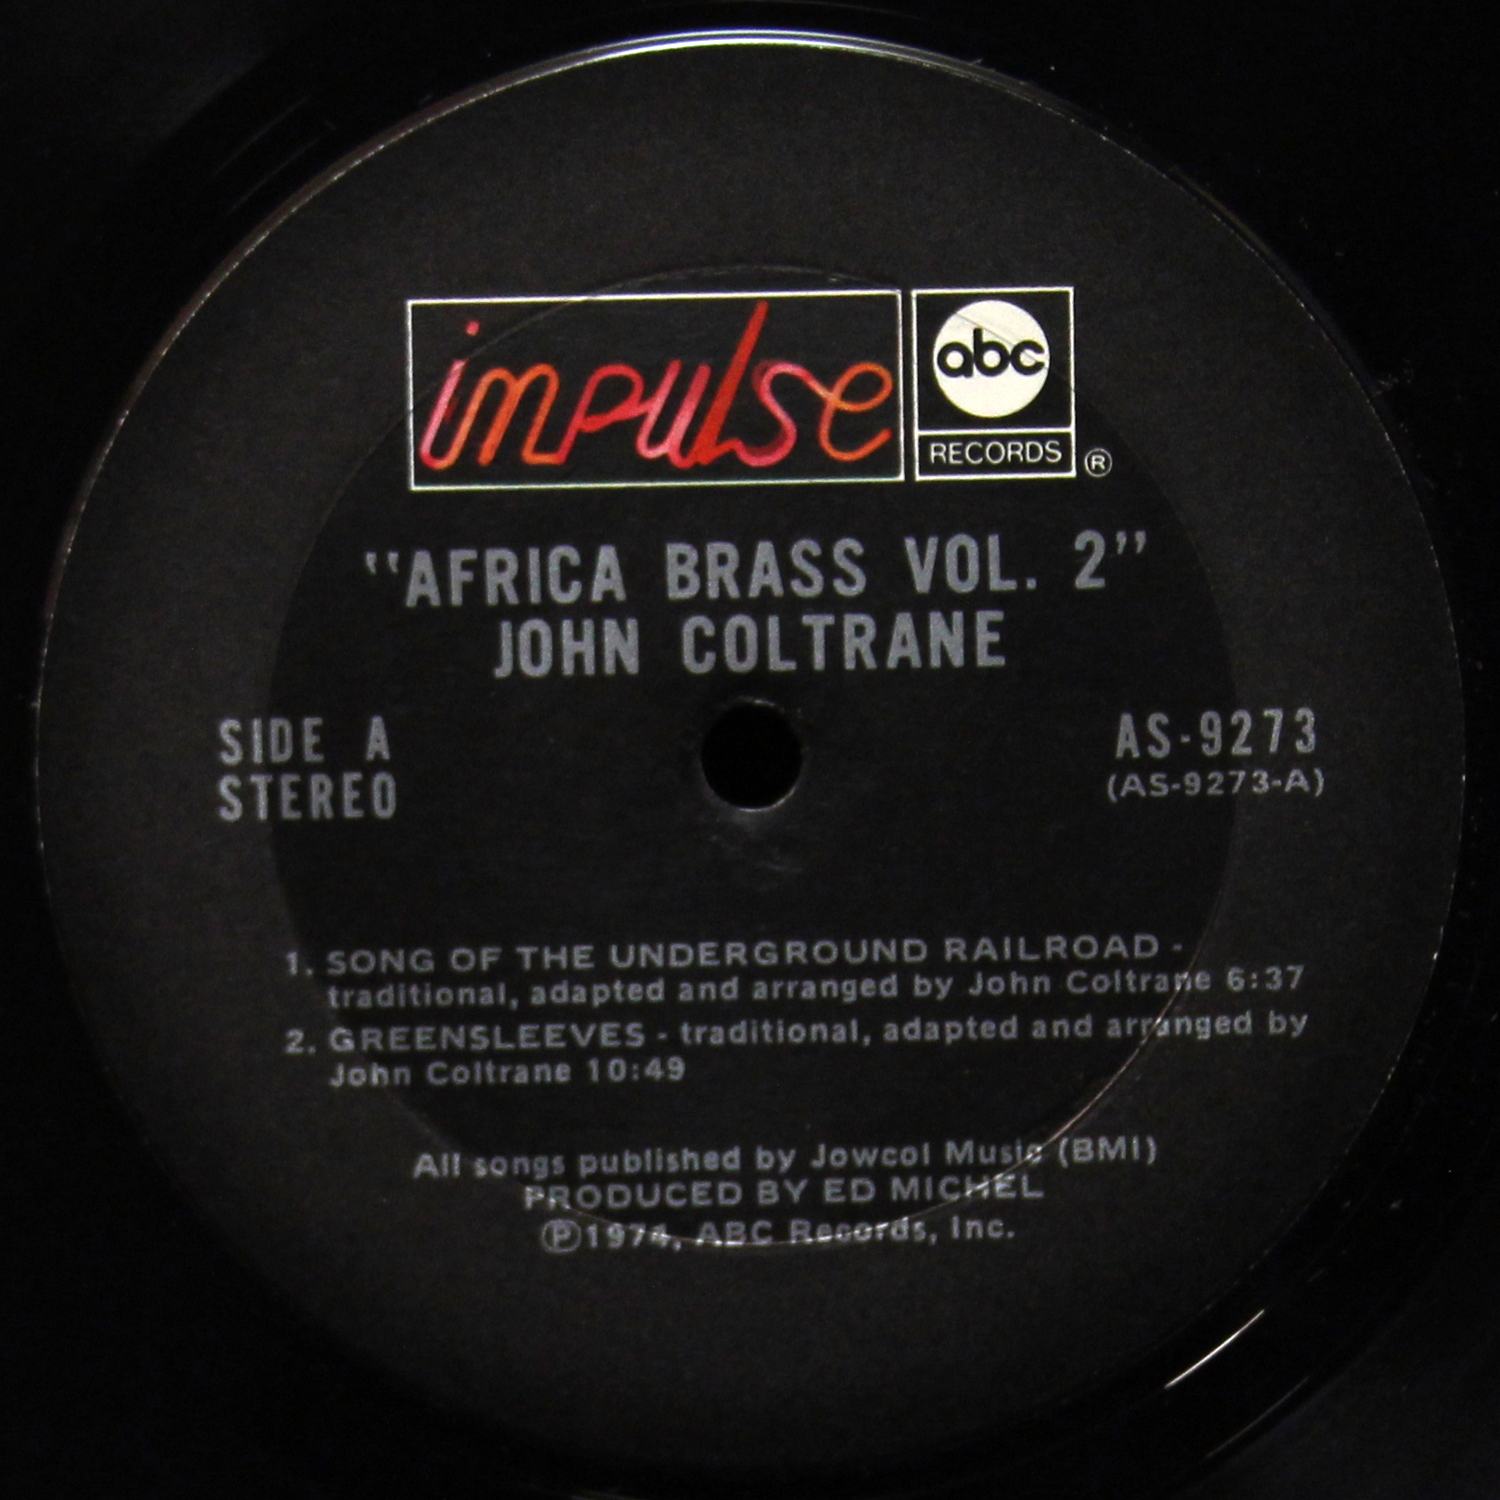 impulse
abc
RECORDS ®
"AFRICA BRASS VOL. 2"
JOHN COLTRANE
SIDE A
STEREO
AS-9273
(AS-9273-A)
1. SONG OF THE UNDERGROUND RAILROAD -
traditional, adapted and arranged by John Coltrane 6:37
2. GREENSLEEVES - traditional, adapted and arranged by
John Coltrane 10:49
All songs published by Jowcol Music (BMI)
PRODUCED BY ED MICHEL
℗1974, ABC Records, Inc.